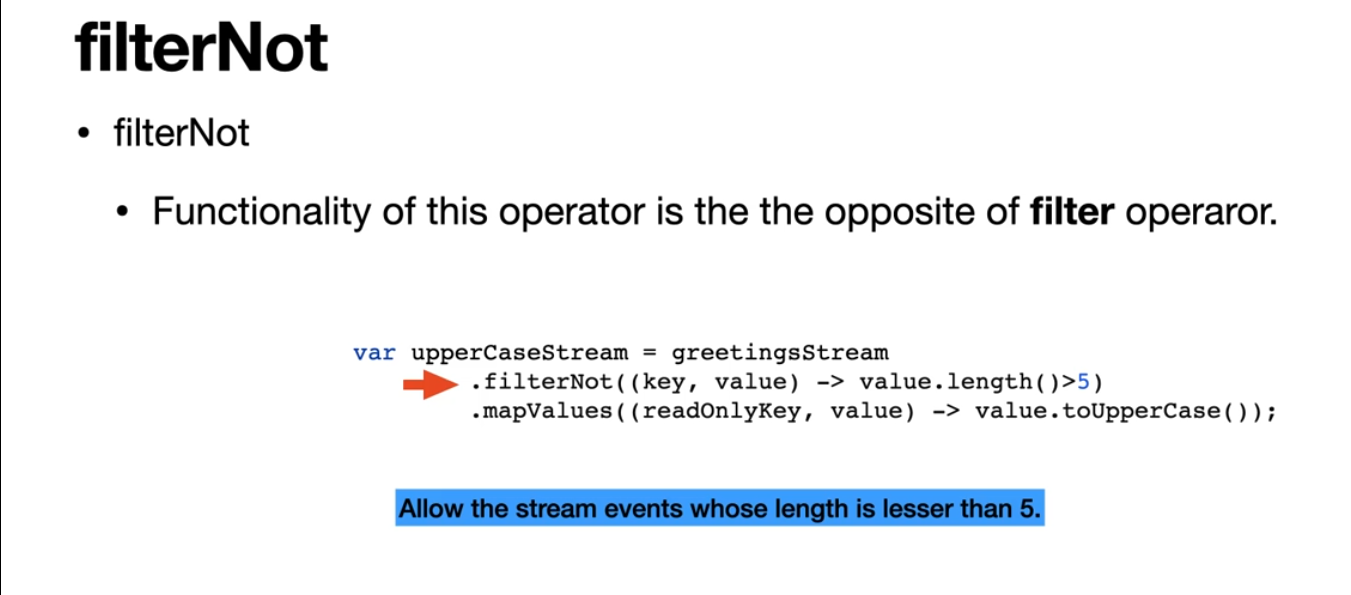 filterNot
• filterNot
• Functionality of this operator is the the opposite of filter operaror.
var upperCaseStream = greetingsStream
.filterNot((key, value) -> value.length()>5)
.mapValues((readOnlyKey, value) -> value.toUpperCase());
Allow the stream events whose length is lesser than 5.